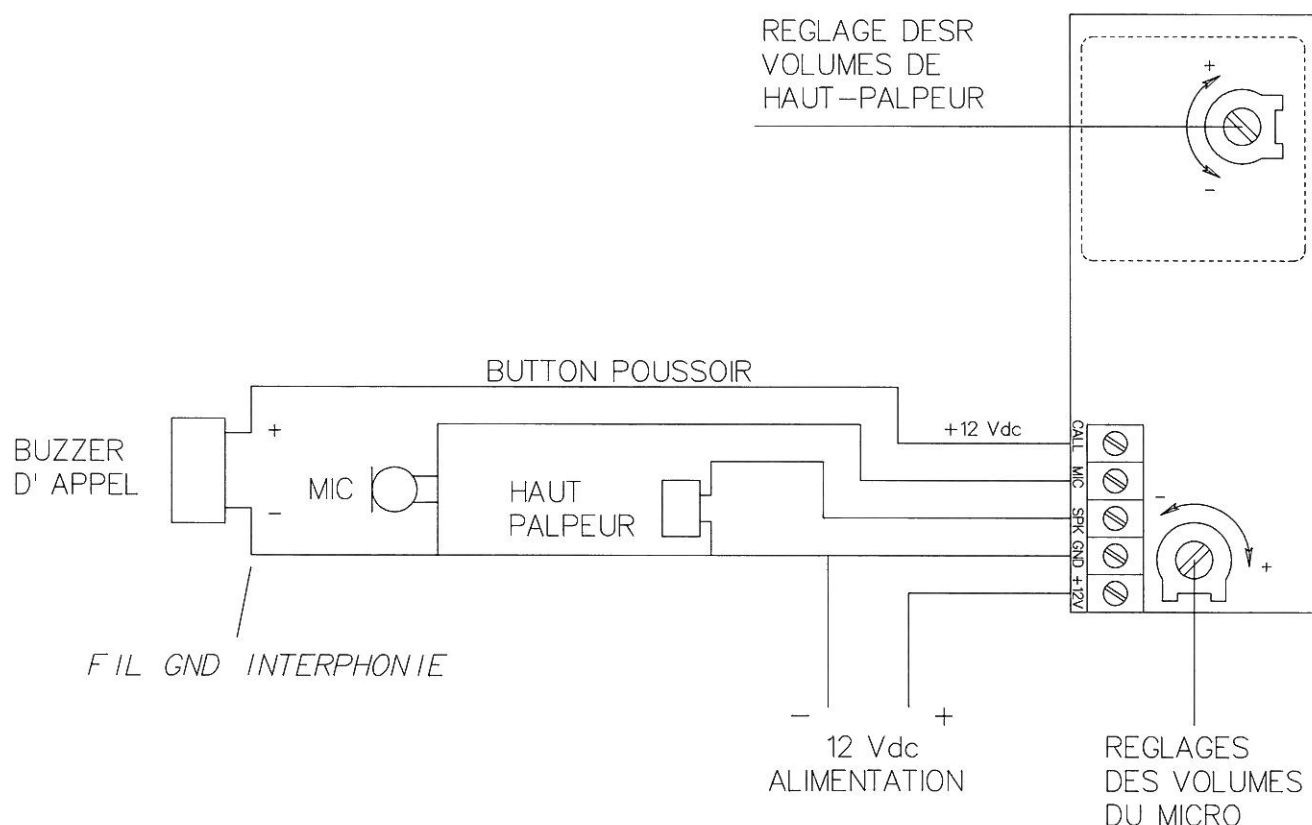 REGLAGE DESR
VOLUMES DE
HAUT-PALPEUR
+
-
BUTTON POUSSOIR
BUZZER
D' APPEL
+
-
MIC
HAUT
PALPEUR
+12 Vdc
CALL
MIC
SPK
GND
+12V
-
+
FIL GND INTERPHONIE
- +
12 Vdc
ALIMENTATION
REGLAGES
DES VOLUMES
DU MICRO